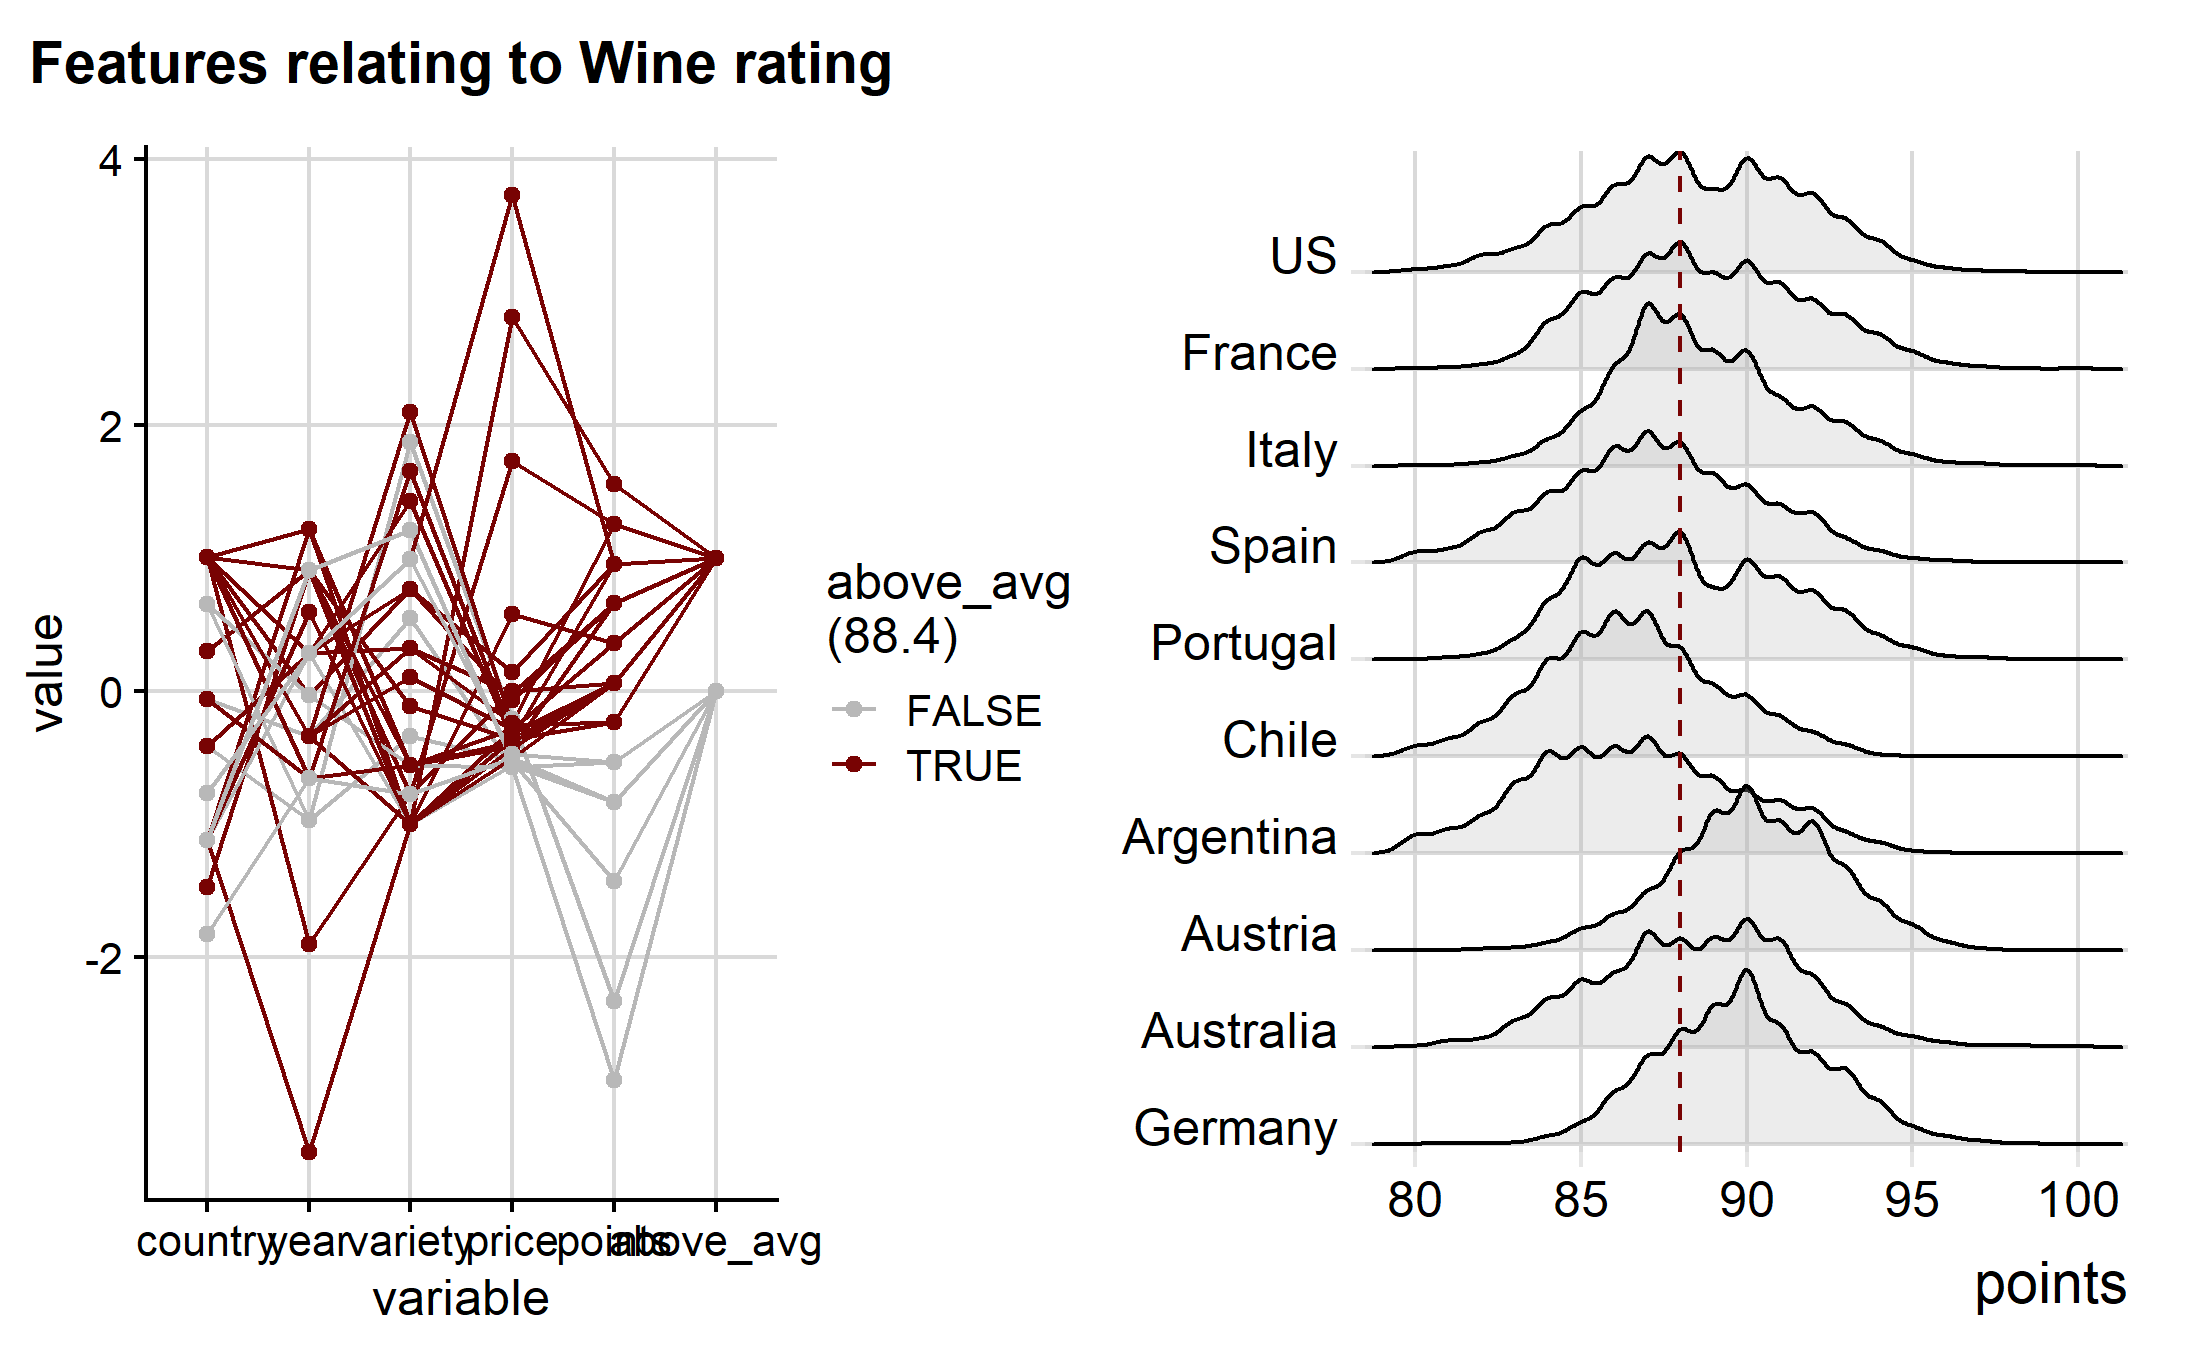 Features relating to Wine rating
4
2
0
-2
value
country
year
variety
price
points
above_avg
variable
above_avg
(88.4)
FALSE
TRUE
US
France
Italy
Spain
Portugal
Chile
Argentina
Austria
Australia
Germany
80 85 90 95 100
points